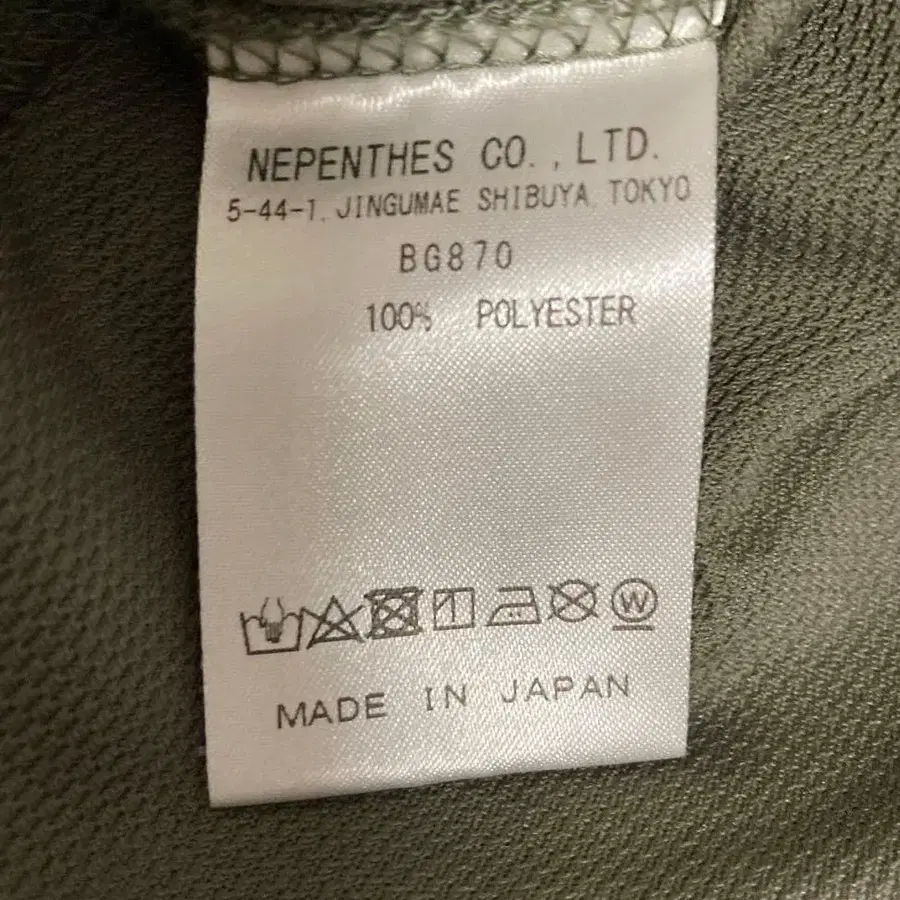 NEPENTHES CO.,LTD.
5-44-1, JINGUMAE SHIBUYA TOKYO
BG870
100% POLYESTER
W
MADE IN JAPAN